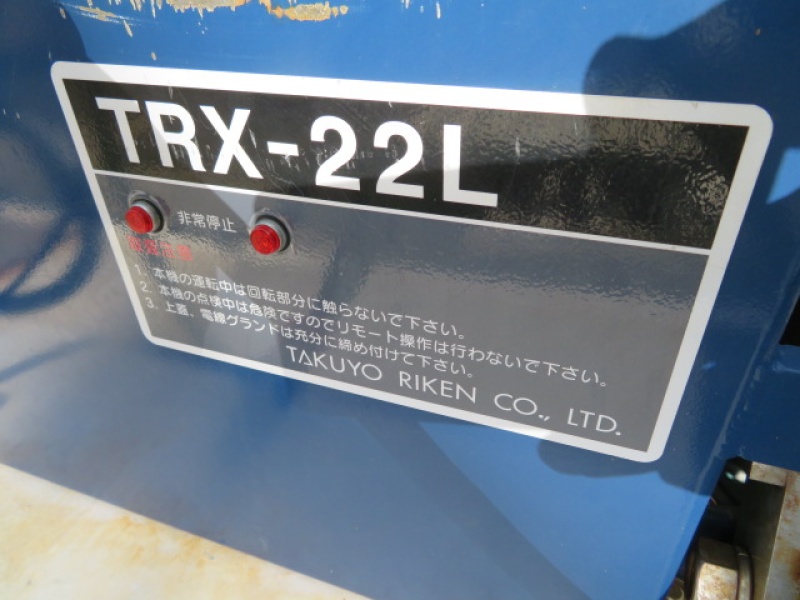 TRX-22L
非常停止
1. 本機の運転中は回転部分に触らないで下さい。
2. 本機の点検中は危険ですのでリモート操作は行わないで下さい。
3. 上蓋、電線グランドは充分に締め付けて下さい。
TAKUYO RIKEN CO., LTD.